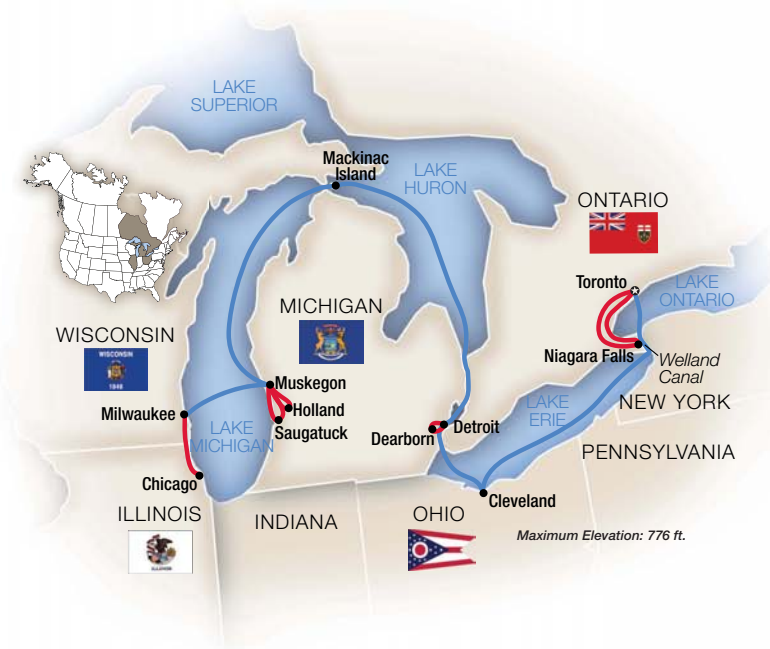 LAKE
SUPERIOR
Mackinac
Island
LAKE
HURON
ONTARIO
Toronto
LAKE
ONTARIO
MICHIGAN
WISCONSIN
WISCONSIN
1848
Niagara Falls
Welland
Canal
Muskegon
Holland
Saugatuck
Milwaukee
LAKE
MICHIGAN
Detroit
Dearborn
LAKE
ERIE
NEW YORK
PENNSYLVANIA
Chicago
Cleveland
ILLINOIS
ILLINOIS
INDIANA
OHIO
Maximum Elevation: 776 ft.